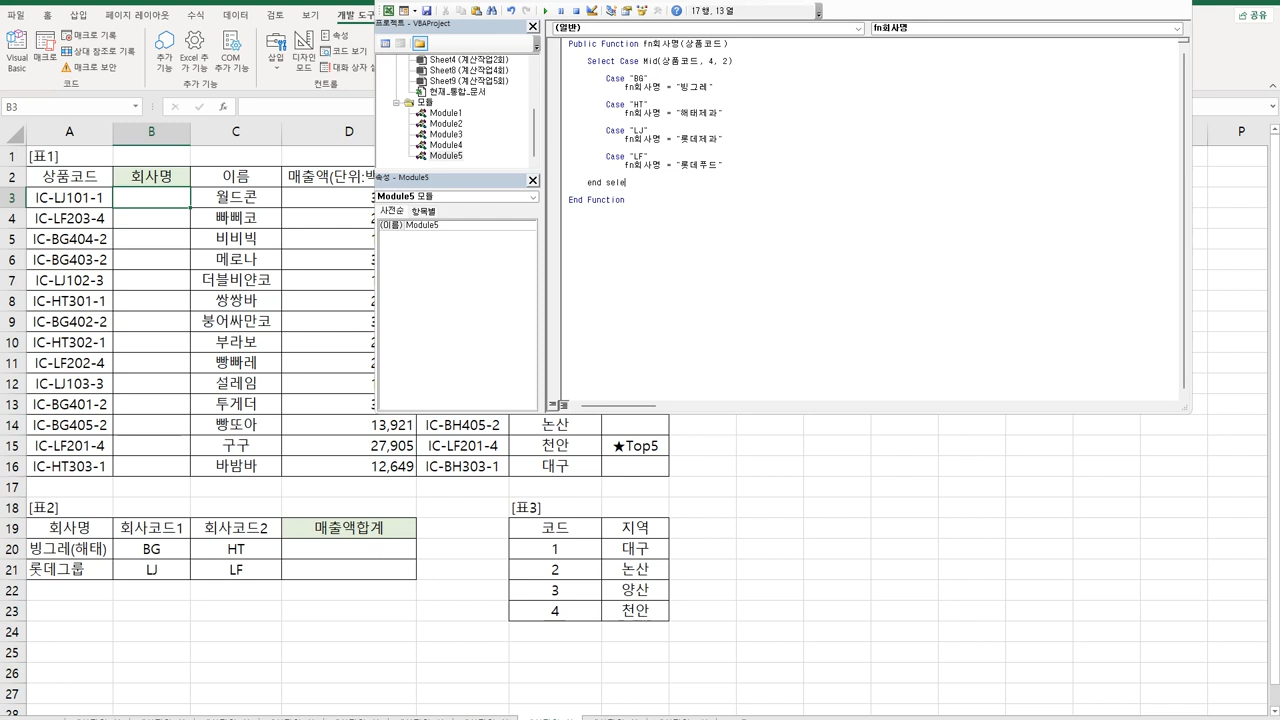 파일 홈 삽입 페이지 레이아웃 수식 데이터 검토 보기 개발 도구 공유
Visual Basic 매크로 매크로 기록 상대 참조로 기록 매크로 보안 추가 기능 Excel 추가 기능 COM 추가 기능 삽입 디자인 모드 속성 코드 보기 대화 상자
코드 추가 기능 컨트롤
B3
fx
17 행, 13 열
프로젝트 - VBAProject
Sheet4 (계산작업2회)
Sheet8 (계산작업4회)
Sheet9 (계산작업5회)
현재_통합_문서
모듈
Module1
Module2
Module3
Module4
Module5
속성 - Module5
Module5 모듈
사전순 항목별
(이름) Module5
(일반) fn회사명
Public Function fn회사명(상품코드)
Select Case Mid(상품코드, 4, 2)
Case "BG"
fn회사명 = "빙그레"
Case "HT"
fn회사명 = "해태제과"
Case "LJ"
fn회사명 = "롯데제과"
Case "LF"
fn회사명 = "롯데푸드"
end sele
End Function
A B C D P
1 [표1]
2 상품코드 회사명 이름 매출액(단위:
3 IC-LJ101-1 월드콘
4 IC-LF203-4 빠삐코
5 IC-BG404-2 비비빅
6 IC-BG403-2 메로나
7 IC-LJ102-3 더블비얀코
8 IC-HT301-1 쌍쌍바
9 IC-BG402-2 붕어싸만코
10 IC-HT302-1 부라보
11 IC-LF202-4 빵빠레
12 IC-LJ103-3 설레임
13 IC-BG401-2 투게더
14 IC-BG405-2 빵또아 13,921 IC-BH405-2 논산
15 IC-LF201-4 구구 27,905 IC-LF201-4 천안 ★Top5
16 IC-HT303-1 바밤바 12,649 IC-BH303-1 대구
17
18 [표2] [표3]
19 회사명 회사코드1 회사코드2 매출액합계 코드 지역
20 빙그레(해태) BG HT 1 대구
21 롯데그룹 LJ LF 2 논산
22 3 양산
23 4 천안
24
25
26
27
28